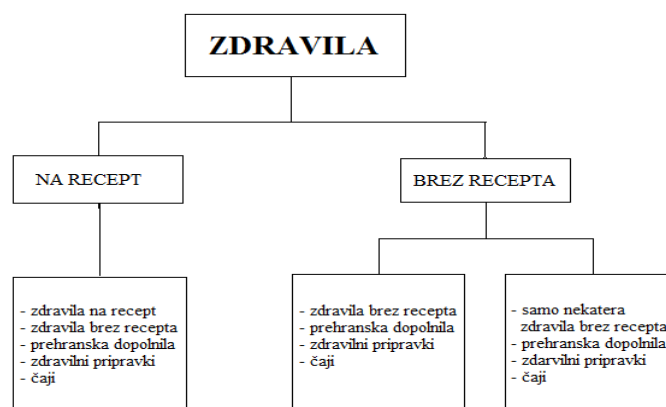 ZDRAVILA
NA RECEPT
BREZ RECEPTA
- zdravila na recept
- zdravila brez recepta
- prehranska dopolnila
- zdravilni pripravki
- čaji
- zdravila brez recepta
- prehranska dopolnila
- zdravilni pripravki
- čaji
- samo nekatera
zdravila brez recepta
- prehranska dopolnila
- zdarvilni pripravki
- čaji